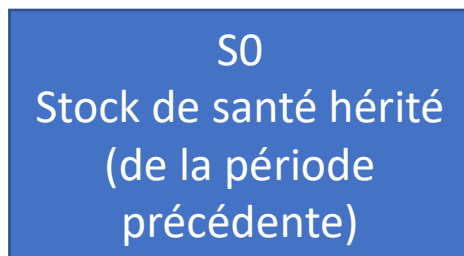 S0
Stock de santé hérité
(de la période
précédente)